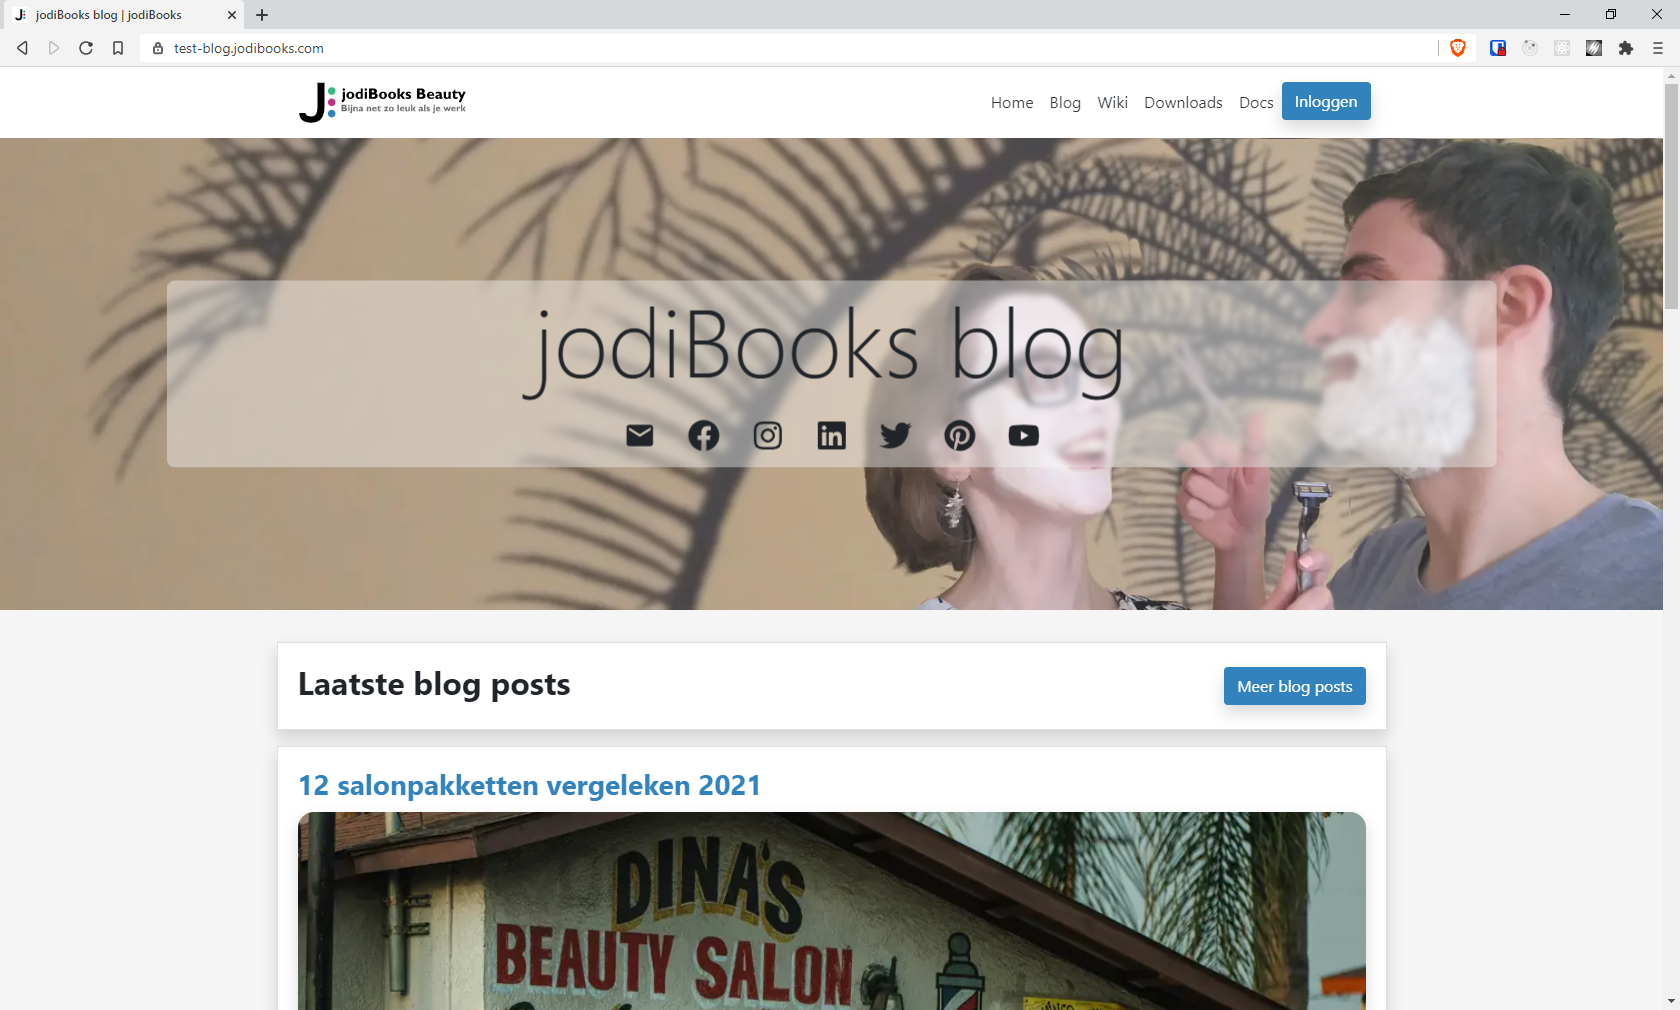 jodiBooks blog | jodiBooks
test-blog.jodibooks.com
J: jodiBooks Beauty
Bijna net zo leuk als je werk
Home Blog Wiki Downloads Docs Inloggen
jodiBooks blog
Laatste blog posts
Meer blog posts
12 salonpakketten vergeleken 2021
DINA'S
BEAUTY SALON